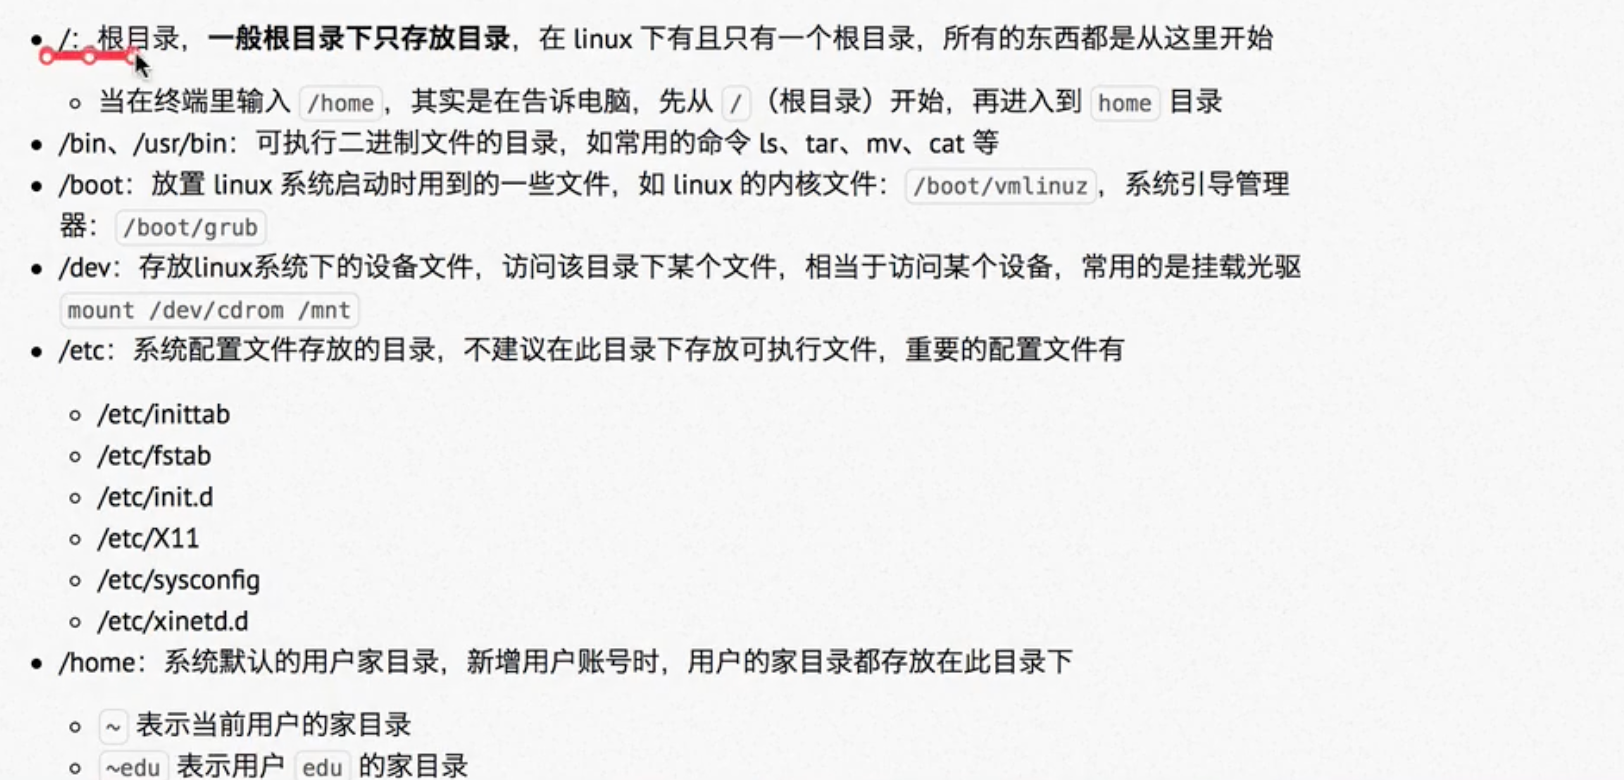 /：根目录，一般根目录下只存放目录，在 linux 下有且只有一个根目录，所有的东西都是从这里开始
当在终端里输入 /home，其实是在告诉电脑，先从 /（根目录）开始，再进入到 home 目录
/bin、/usr/bin：可执行二进制文件的目录，如常用的命令 ls、tar、mv、cat 等
/boot：放置 linux 系统启动时用到的一些文件，如 linux 的内核文件：/boot/vmlinuz，系统引导管理
器：/boot/grub
/dev：存放linux系统下的设备文件，访问该目录下某个文件，相当于访问某个设备，常用的是挂载光驱
mount /dev/cdrom /mnt
/etc：系统配置文件存放的目录，不建议在此目录下存放可执行文件，重要的配置文件有
/etc/inittab
/etc/fstab
/etc/init.d
/etc/X11
/etc/sysconfig
/etc/xinetd.d
/home：系统默认的用户家目录，新增用户账号时，用户的家目录都存放在此目录下
~ 表示当前用户的家目录
~edu 表示用户 edu 的家目录